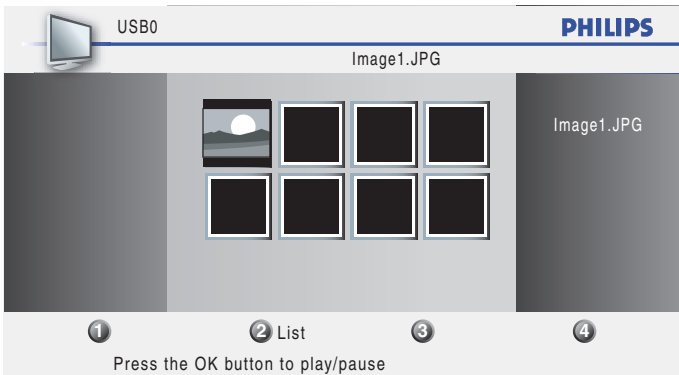 USB0
PHILIPS
Image1.JPG
Image1.JPG
1
2 List
3
4
Press the OK button to play/pause